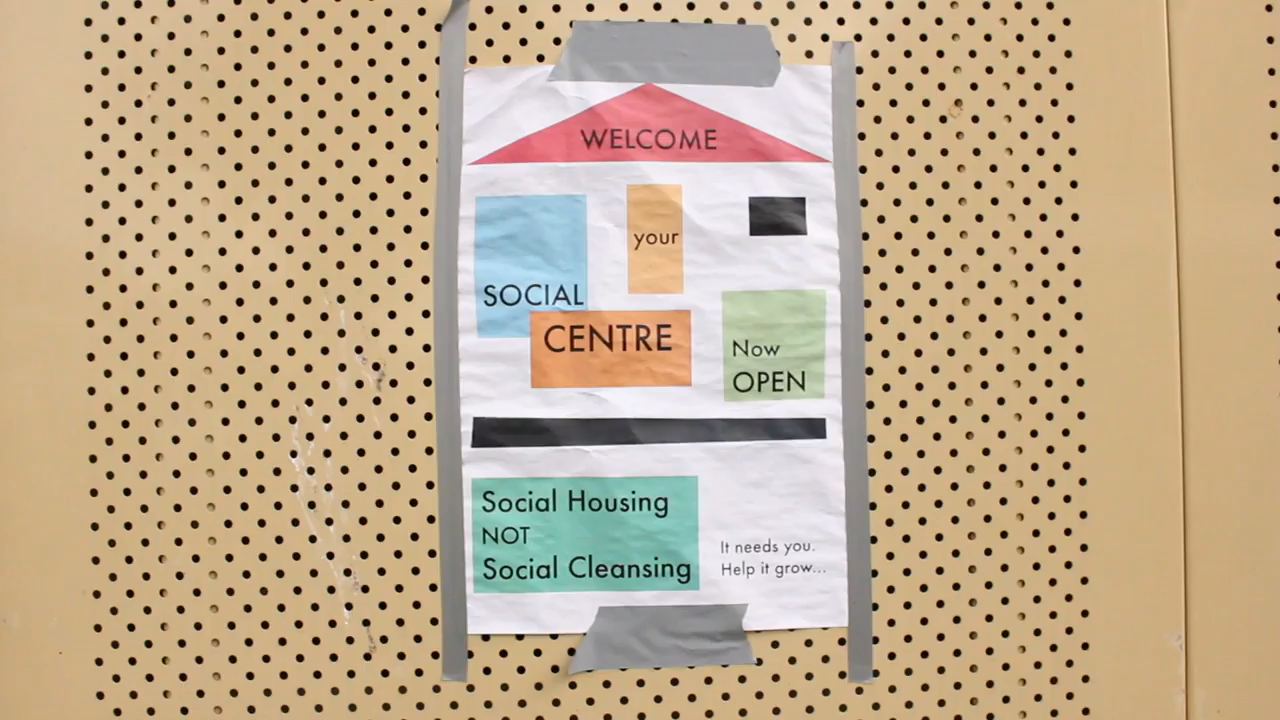 WELCOME
your
SOCIAL
CENTRE
Now
OPEN
Social Housing
NOT
Social Cleansing
It needs you.
Help it grow...